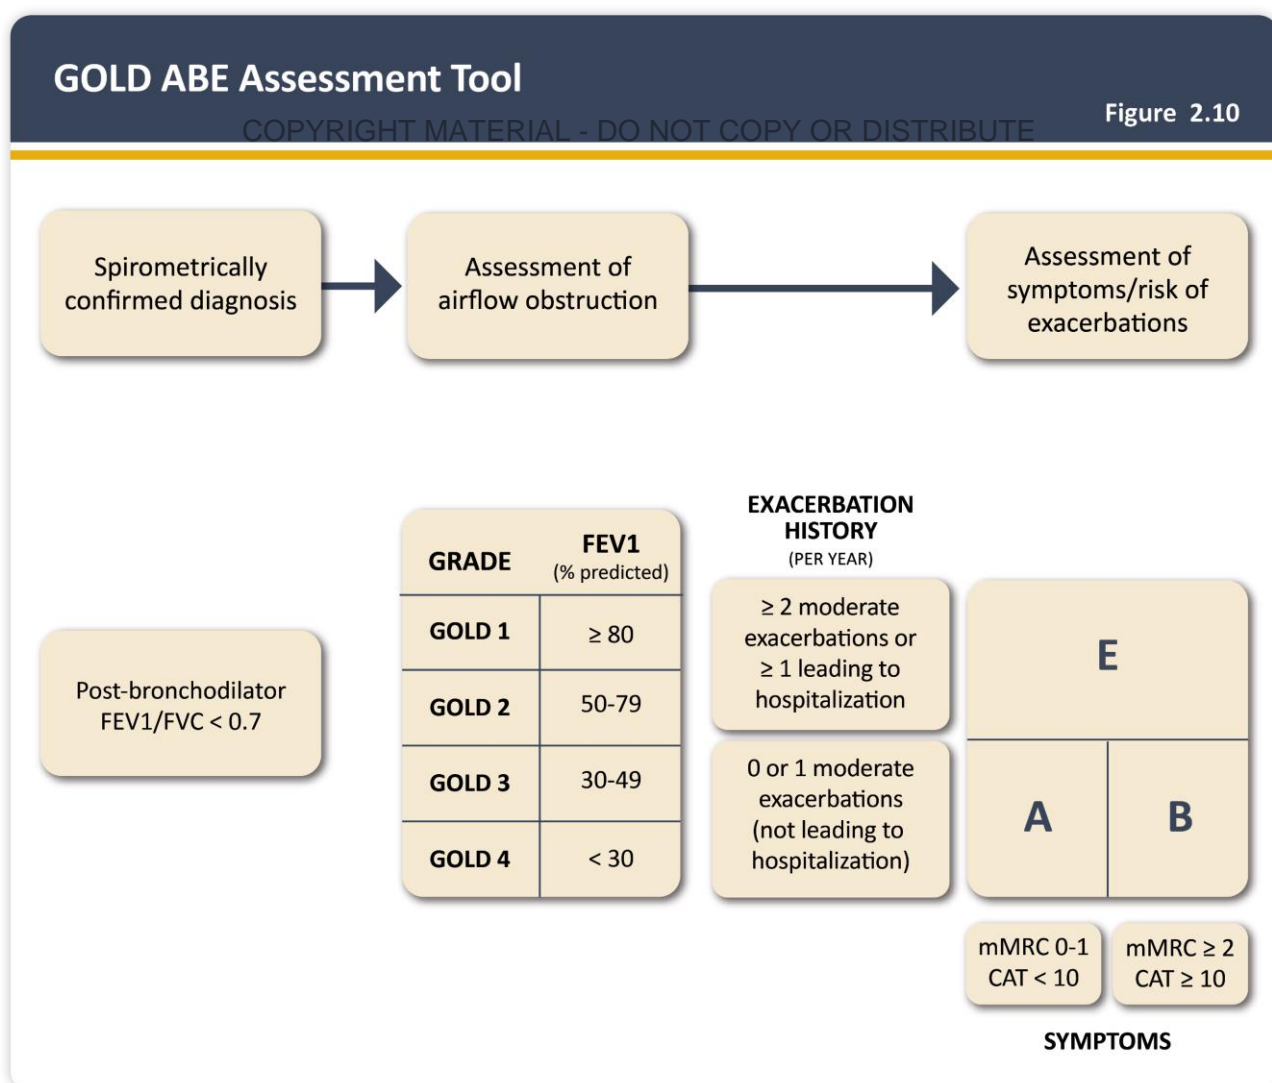 GOLD ABE Assessment Tool
Figure 2.10
COPYRIGHT MATERIAL - DO NOT COPY OR DISTRIBUTE
Spirometrically
confirmed diagnosis
Assessment of
airflow obstruction
Assessment of
symptoms/risk of
exacerbations
Post-bronchodilator
FEV1/FVC < 0.7
GRADE
FEV1
(% predicted)
GOLD 1
≥ 80
GOLD 2
50-79
GOLD 3
30-49
GOLD 4
< 30
EXACERBATION
HISTORY
(PER YEAR)
≥ 2 moderate
exacerbations or
≥ 1 leading to
hospitalization
0 or 1 moderate
exacerbations
(not leading to
hospitalization)
E
A
B
mMRC 0-1
CAT < 10
mMRC ≥ 2
CAT ≥ 10
SYMPTOMS